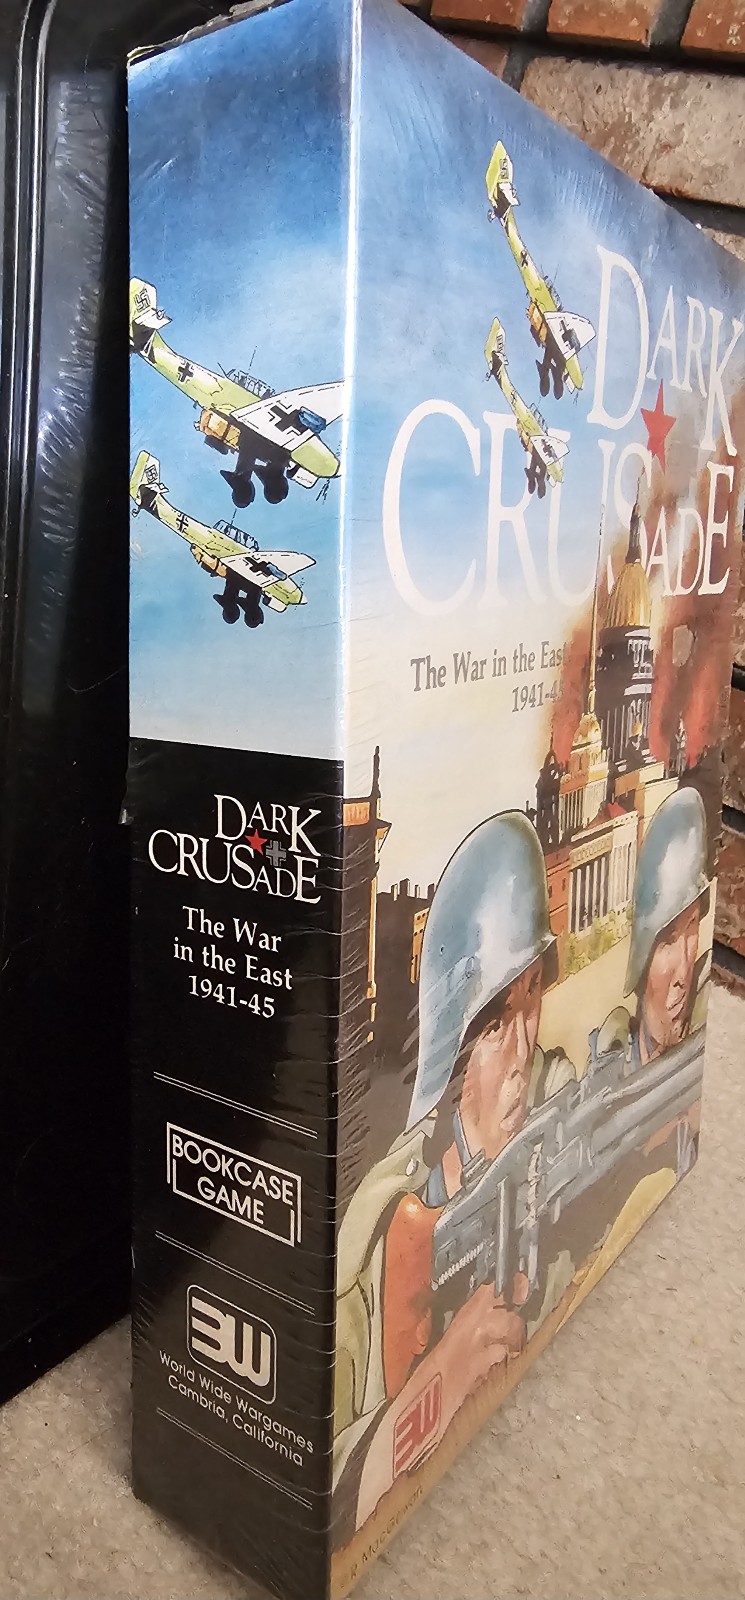 DARK
CRUSADE
The War
in the East
1941-45
BOOKCASE
GAME
3W
World Wide Wargames
Cambria, California
DARK
CRUSADE
The War in the East
1941-45
3W